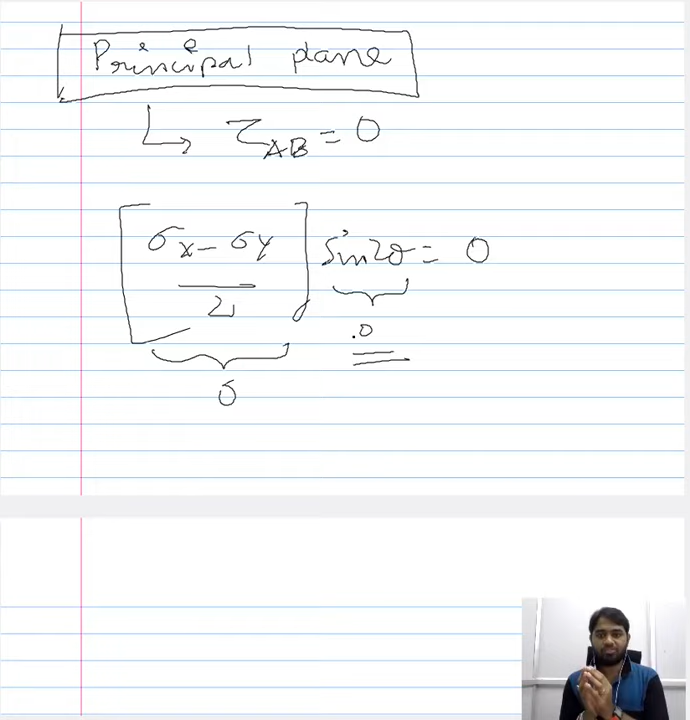 Principal plane
↳ τAB = 0
[σx - σy / 2] sin2θ = 0
.0
0